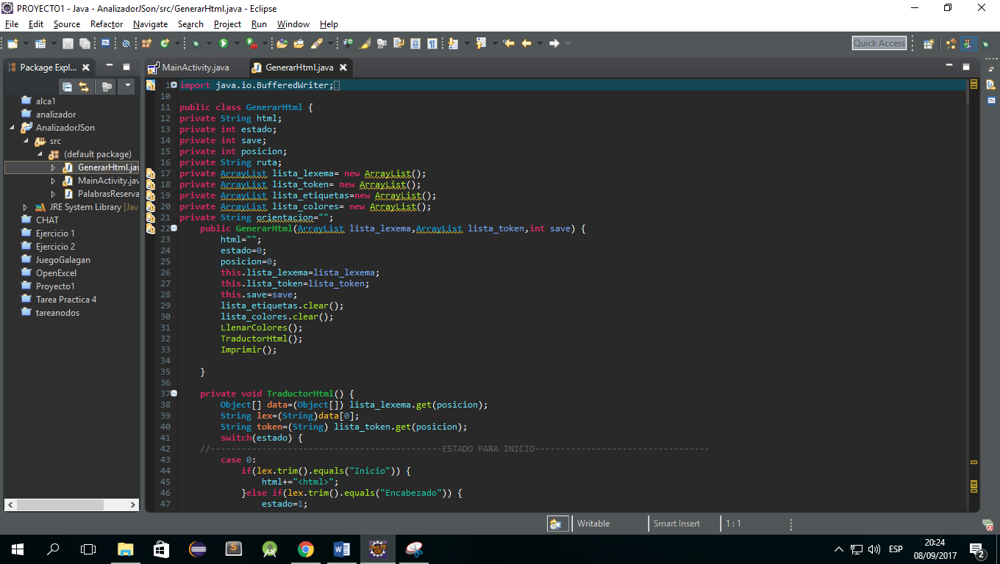 PROYECTO1 - Java - AnalizadorJSon/src/GenerarHtml.java - Eclipse
File Edit Source Refactor Navigate Search Project Run Window Help
Quick Access
Package Expl...
MainActivity.java
GenerarHtml.java
alca1
analizador
AnalizadorJSon
src
(default package)
GenerarHtml.jav
MainActivity.jav
PalabrasReserva
JRE System Library [Jav
CHAT
Ejercicio 1
Ejercicio 2
JuegoGalagan
OpenExcel
Proyecto1
Tarea Practica 4
tareanodos
1 import java.io.BufferedWriter;
10
11 public class GenerarHtml {
12 private String html;
13 private int estado;
14 private int save;
15 private int posicion;
16 private String ruta;
17 private ArrayList lista_lexema= new ArrayList();
18 private ArrayList lista_token= new ArrayList();
19 private ArrayList lista_etiquetas=new ArrayList();
20 private ArrayList lista_colores= new ArrayList();
21 private String orientacion="";
22 public GenerarHtml(ArrayList lista_lexema,ArrayList lista_token,int save) {
23 html="";
24 estado=0;
25 posicion=0;
26 this.lista_lexema=lista_lexema;
27 this.lista_token=lista_token;
28 this.save=save;
29 lista_etiquetas.clear();
30 lista_colores.clear();
31 LlenarColores();
32 TraductorHtml();
33 Imprimir();
34
35 }
36
37 private void TraductorHtml() {
38 Object[] data=(Object[]) lista_lexema.get(posicion);
39 String lex=(String)data[0];
40 String token=(String) lista_token.get(posicion);
41 switch(estado) {
42 //---------------------------------------------ESTADO PARA INICIO----------------------------------
43 case 0:
44 if(lex.trim().equals("Inicio")) {
45 html+="<html>";
46 }else if(lex.trim().equals("Encabezado")) {
47 estado=1;
Writable
Smart Insert
1 : 1
ESP
20:24
08/09/2017
2